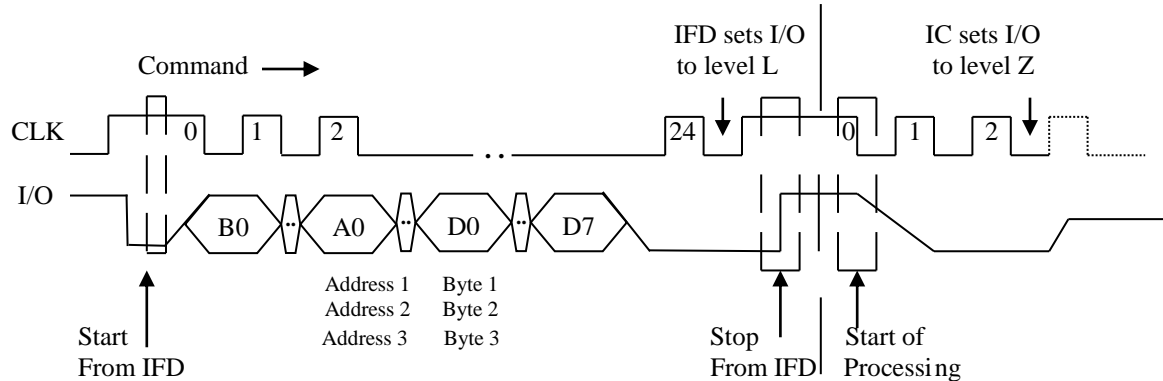 IFD sets I/O
to level L
IC sets I/O
to level Z
Command
CLK
0
1
2
. .
24
0
1
2
I/O
B0
..
A0
..
D0
..
D7
Address 1 Byte 1
Address 2 Byte 2
Address 3 Byte 3
Start
From IFD
Stop
From IFD
Start of
Processing